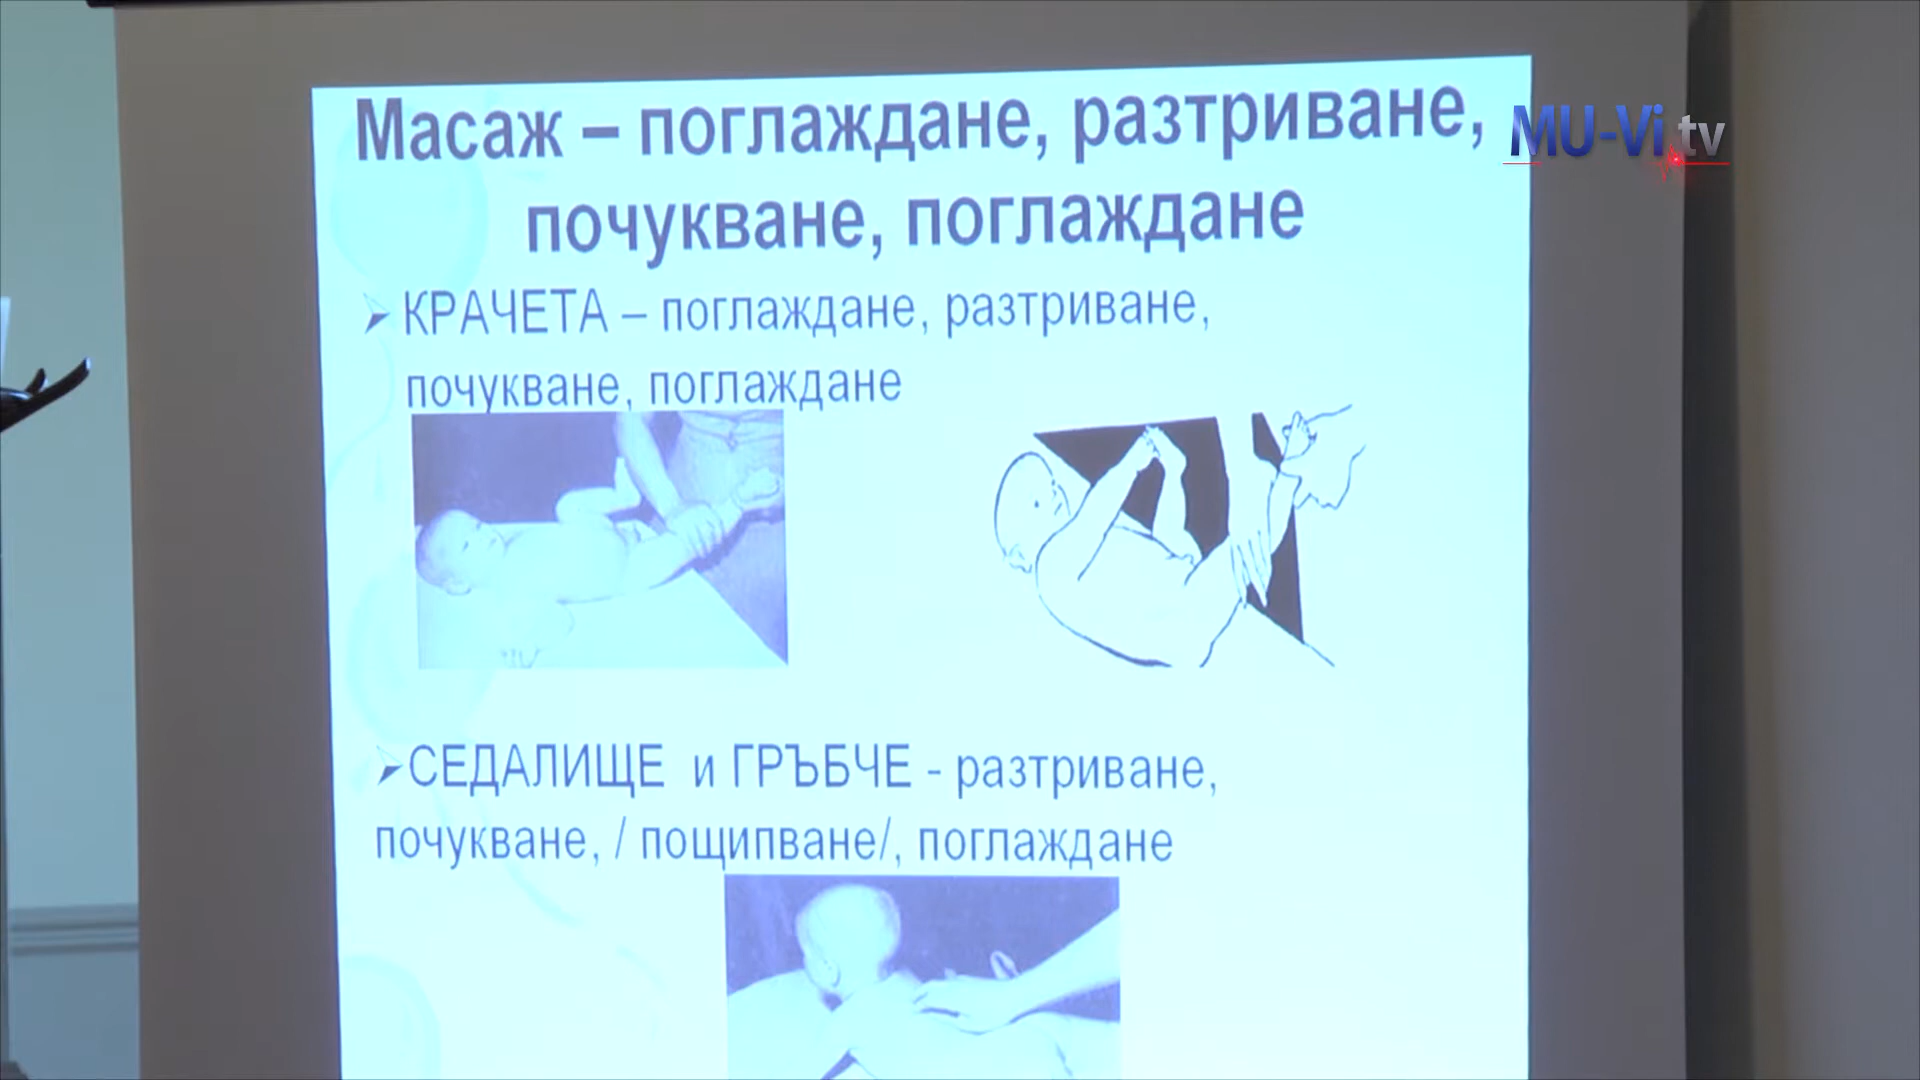 Масаж – поглаждане, разтриване,
почукване, поглаждане
MU-Vi.tv
➢ КРАЧЕТА – поглаждане, разтриване,
почукване, поглаждане
➢СЕДАЛИЩЕ и ГРЪБЧЕ - разтриване,
почукване, / пощипване/, поглаждане